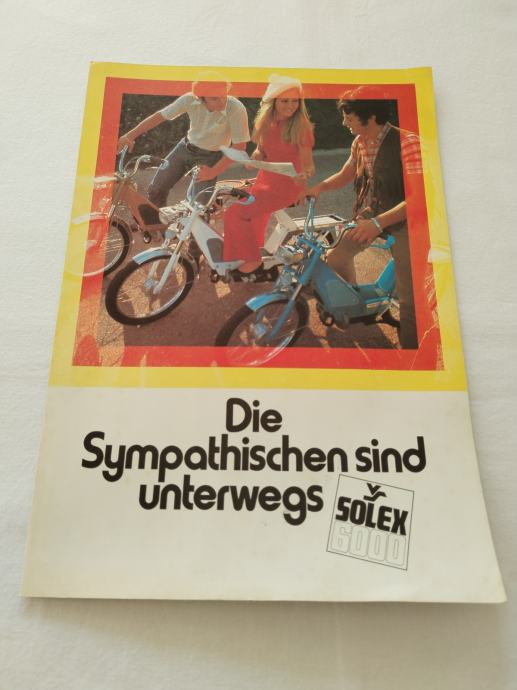 Die
Sympathischen sind
unterwegs
SOLEX
6000